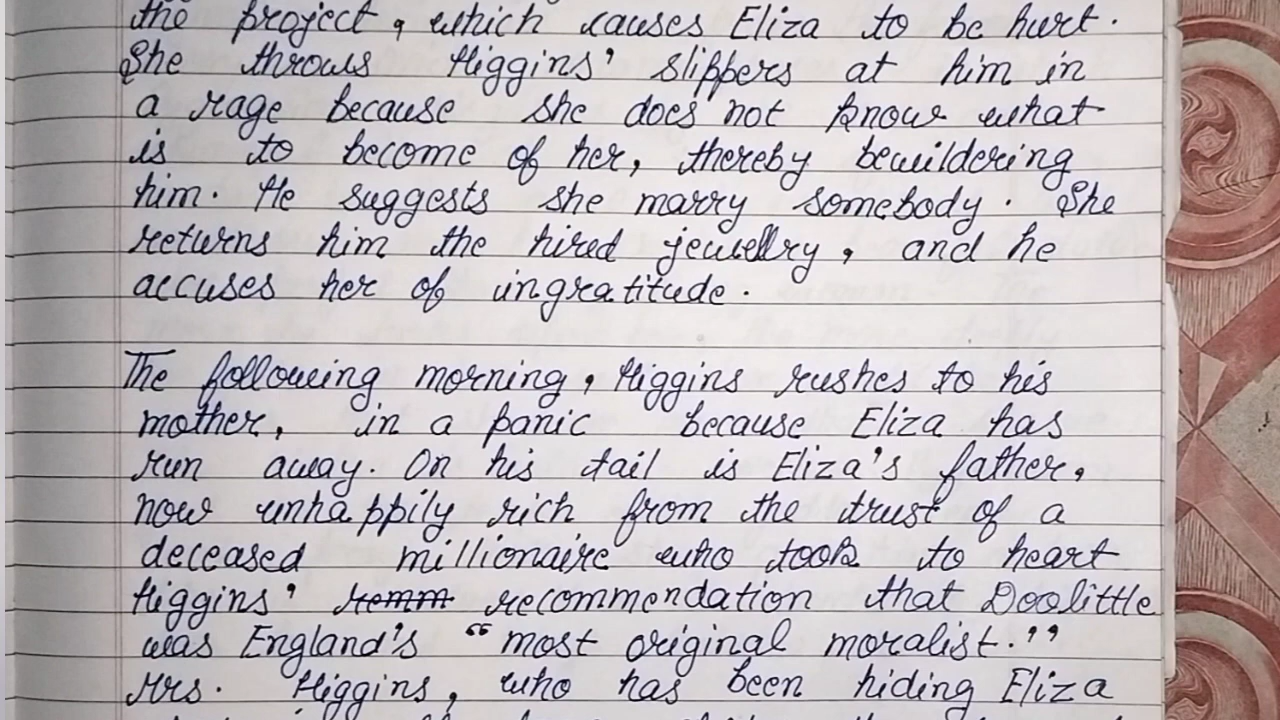 the project, which causes Eliza to be hurt.
She throws Higgins' slippers at him in
a rage because she does not know what
is to become of her, thereby bewildering
him. He suggests she marry somebody. She
returns him the hired jewellry, and he
accuses her of ingratitude.
The following morning, Higgins rushes to his
mother, in a panic because Eliza has
run away. On his tail is Eliza's father,
now unhappily rich from the trust of a
deceased millionaire who took to heart
Higgins' remm recommendation that Doolittle
was England's "most original moralist."
Mrs. Higgins, who has been hiding Eliza